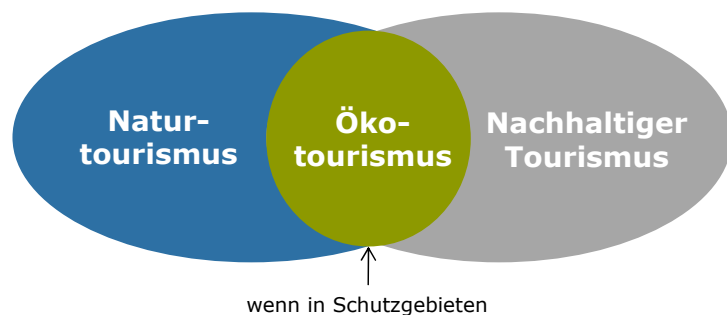 Natur-
tourismus
Öko-
tourismus
Nachhaltiger
Tourismus
wenn in Schutzgebieten